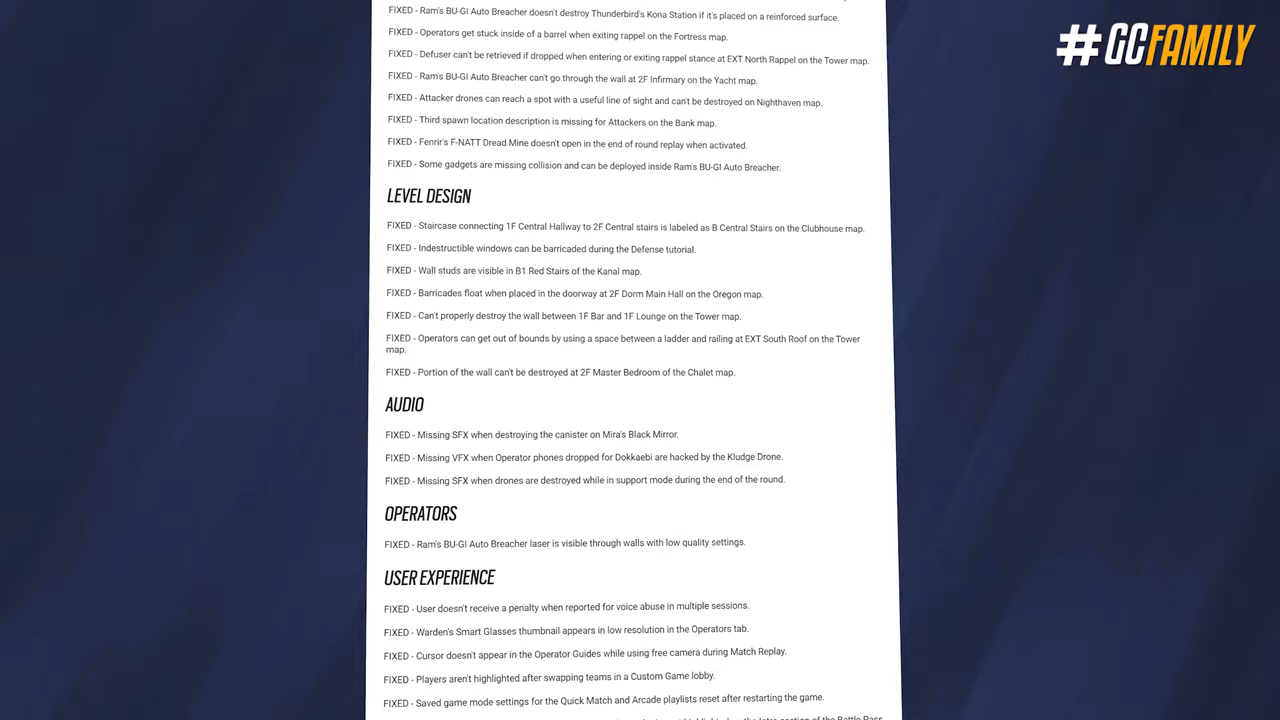 #GCFAMILY
FIXED - Ram's BU-GI Auto Breacher doesn't destroy Thunderbird's Kona Station if it's placed on a reinforced surface.
FIXED - Operators get stuck inside of a barrel when exiting rappel on the Fortress map.
FIXED - Defuser can't be retrieved if dropped when entering or exiting rappel stance at EXT North Rappel on the Tower map.
FIXED - Ram's BU-GI Auto Breacher can't go through the wall at 2F Infirmary on the Yacht map.
FIXED - Attacker drones can reach a spot with a useful line of sight and can't be destroyed on Nighthaven map.
FIXED - Third spawn location description is missing for Attackers on the Bank map.
FIXED - Fenrir's F-NATT Dread Mine doesn't open in the end of round replay when activated.
FIXED - Some gadgets are missing collision and can be deployed inside Ram's BU-GI Auto Breacher.
LEVEL DESIGN
FIXED - Staircase connecting 1F Central Hallway to 2F Central stairs is labeled as B Central Stairs on the Clubhouse map.
FIXED - Indestructible windows can be barricaded during the Defense tutorial.
FIXED - Wall studs are visible in B1 Red Stairs of the Kanal map.
FIXED - Barricades float when placed in the doorway at 2F Dorm Main Hall on the Oregon map.
FIXED - Can't properly destroy the wall between 1F Bar and 1F Lounge on the Tower map.
FIXED - Operators can get out of bounds by using a space between a ladder and railing at EXT South Roof on the Tower
map.
FIXED - Portion of the wall can't be destroyed at 2F Master Bedroom of the Chalet map.
AUDIO
FIXED - Missing SFX when destroying the canister on Mira's Black Mirror.
FIXED - Missing VFX when Operator phones dropped for Dokkaebi are hacked by the Kludge Drone.
FIXED - Missing SFX when drones are destroyed while in support mode during the end of the round.
OPERATORS
FIXED - Ram's BU-GI Auto Breacher laser is visible through walls with low quality settings.
USER EXPERIENCE
FIXED - User doesn't receive a penalty when reported for voice abuse in multiple sessions.
FIXED - Warden's Smart Glasses thumbnail appears in low resolution in the Operators tab.
FIXED - Cursor doesn't appear in the Operator Guides while using free camera during Match Replay.
FIXED - Players aren't highlighted after swapping teams in a Custom Game lobby.
FIXED - Saved game mode settings for the Quick Match and Arcade playlists reset after restarting the game.
section of the Battle Pass